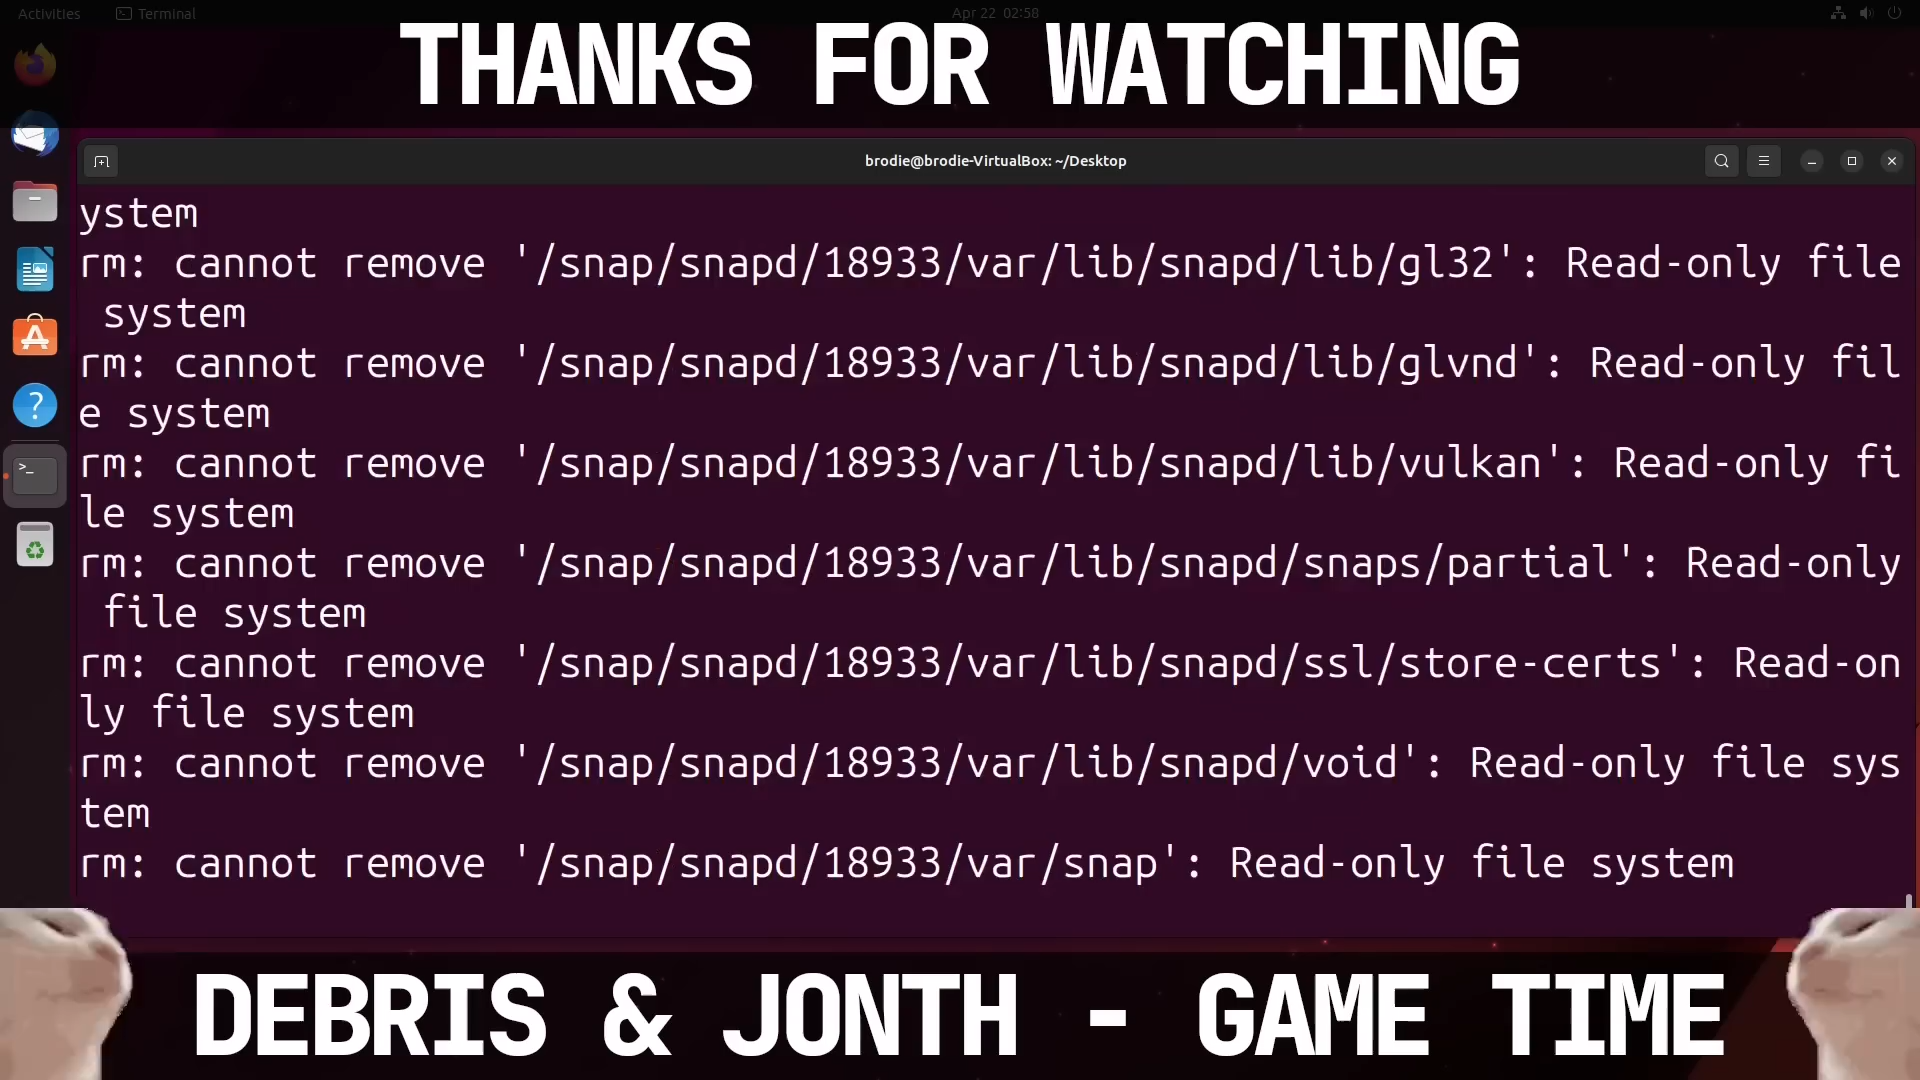 Activities Terminal Apr 22 02:58
THANKS FOR WATCHING
brodie@brodie-VirtualBox: ~/Desktop
ystem
rm: cannot remove '/snap/snapd/18933/var/lib/snapd/lib/gl32': Read-only file
 system
rm: cannot remove '/snap/snapd/18933/var/lib/snapd/lib/glvnd': Read-only fil
e system
rm: cannot remove '/snap/snapd/18933/var/lib/snapd/lib/vulkan': Read-only fi
le system
rm: cannot remove '/snap/snapd/18933/var/lib/snapd/snaps/partial': Read-only
 file system
rm: cannot remove '/snap/snapd/18933/var/lib/snapd/ssl/store-certs': Read-on
ly file system
rm: cannot remove '/snap/snapd/18933/var/lib/snapd/void': Read-only file sys
tem
rm: cannot remove '/snap/snapd/18933/var/snap': Read-only file system
DEBRIS & JONTH - GAME TIME